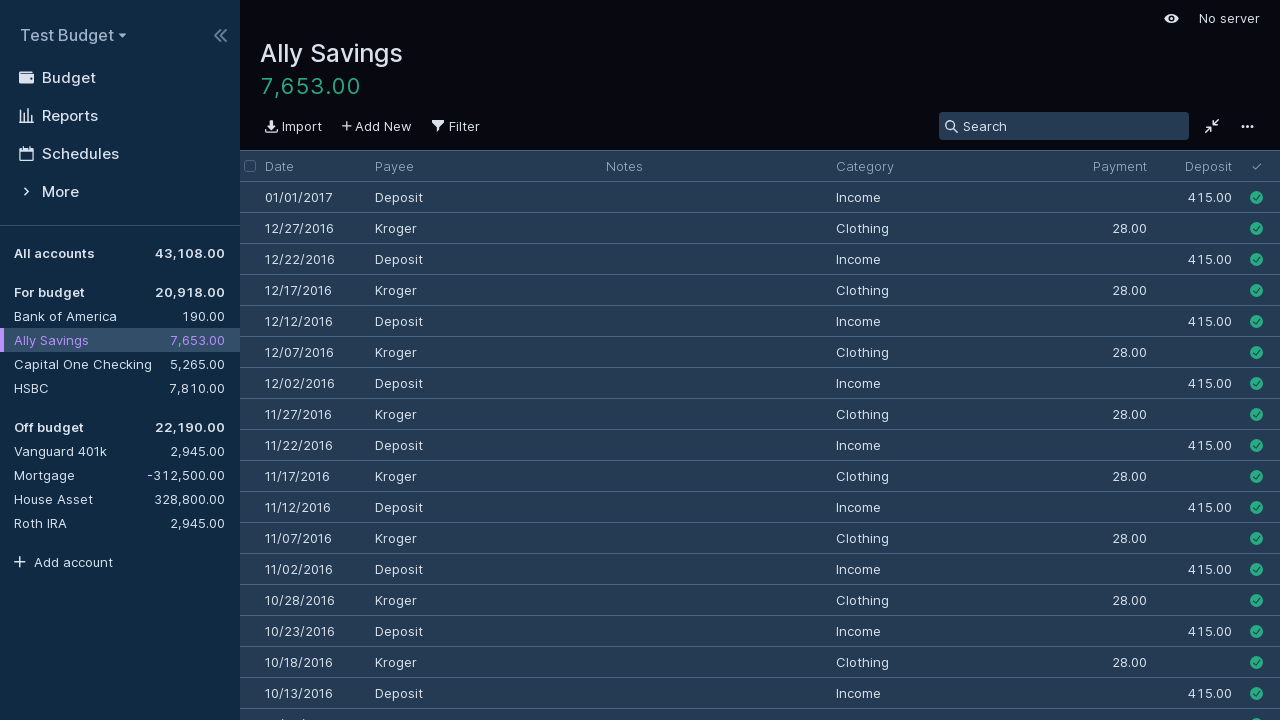 Test Budget
Budget
Reports
Schedules
More
All accounts 43,108.00
For budget 20,918.00
Bank of America 190.00
Ally Savings 7,653.00
Capital One Checking 5,265.00
HSBC 7,810.00
Off budget 22,190.00
Vanguard 401k 2,945.00
Mortgage -312,500.00
House Asset 328,800.00
Roth IRA 2,945.00
Add account
No server
Ally Savings
7,653.00
Import Add New Filter Search
Date Payee Notes Category Payment Deposit
01/01/2017 Deposit Income 415.00
12/27/2016 Kroger Clothing 28.00
12/22/2016 Deposit Income 415.00
12/17/2016 Kroger Clothing 28.00
12/12/2016 Deposit Income 415.00
12/07/2016 Kroger Clothing 28.00
12/02/2016 Deposit Income 415.00
11/27/2016 Kroger Clothing 28.00
11/22/2016 Deposit Income 415.00
11/17/2016 Kroger Clothing 28.00
11/12/2016 Deposit Income 415.00
11/07/2016 Kroger Clothing 28.00
11/02/2016 Deposit Income 415.00
10/28/2016 Kroger Clothing 28.00
10/23/2016 Deposit Income 415.00
10/18/2016 Kroger Clothing 28.00
10/13/2016 Deposit Income 415.00